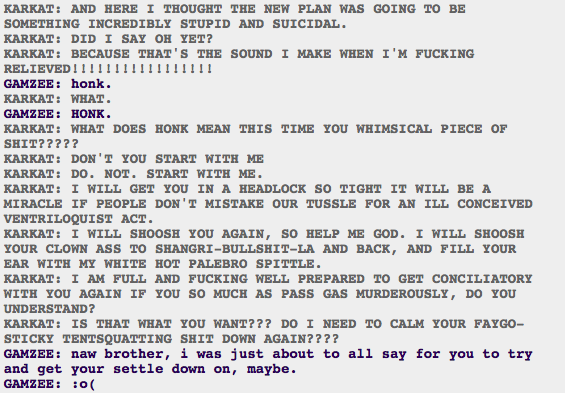 KARKAT: AND HERE I THOUGHT THE NEW PLAN WAS GOING TO BE
SOMETHING INCREDIBLY STUPID AND SUICIDAL.
KARKAT: DID I SAY OH YET?
KARKAT: BECAUSE THAT'S THE SOUND I MAKE WHEN I'M FUCKING
RELIEVED!!!!!!!!!!!!!!!!!
GAMZEE: honk.
KARKAT: WHAT.
GAMZEE: HONK.
KARKAT: WHAT DOES HONK MEAN THIS TIME YOU WHIMSICAL PIECE OF
SHIT?????
KARKAT: DON'T YOU START WITH ME
KARKAT: DO. NOT. START WITH ME.
KARKAT: I WILL GET YOU IN A HEADLOCK SO TIGHT IT WILL BE A
MIRACLE IF PEOPLE DON'T MISTAKE OUR TUSSLE FOR AN ILL CONCEIVED
VENTRILOQUIST ACT.
KARKAT: I WILL SHOOSH YOU AGAIN, SO HELP ME GOD. I WILL SHOOSH
YOUR CLOWN ASS TO SHANGRI-BULLSHIT-LA AND BACK, AND FILL YOUR
EAR WITH MY WHITE HOT PALEBRO SPITTLE.
KARKAT: I AM FULL AND FUCKING WELL PREPARED TO GET CONCILIATORY
WITH YOU AGAIN IF YOU SO MUCH AS PASS GAS MURDEROUSLY, DO YOU
UNDERSTAND?
KARKAT: IS THAT WHAT YOU WANT??? DO I NEED TO CALM YOUR FAYGO-
STICKY TENTSQUATTING SHIT DOWN AGAIN????
GAMZEE: naw brother, i was just about to all say for you to try
and get your settle down on, maybe.
GAMZEE: :o(